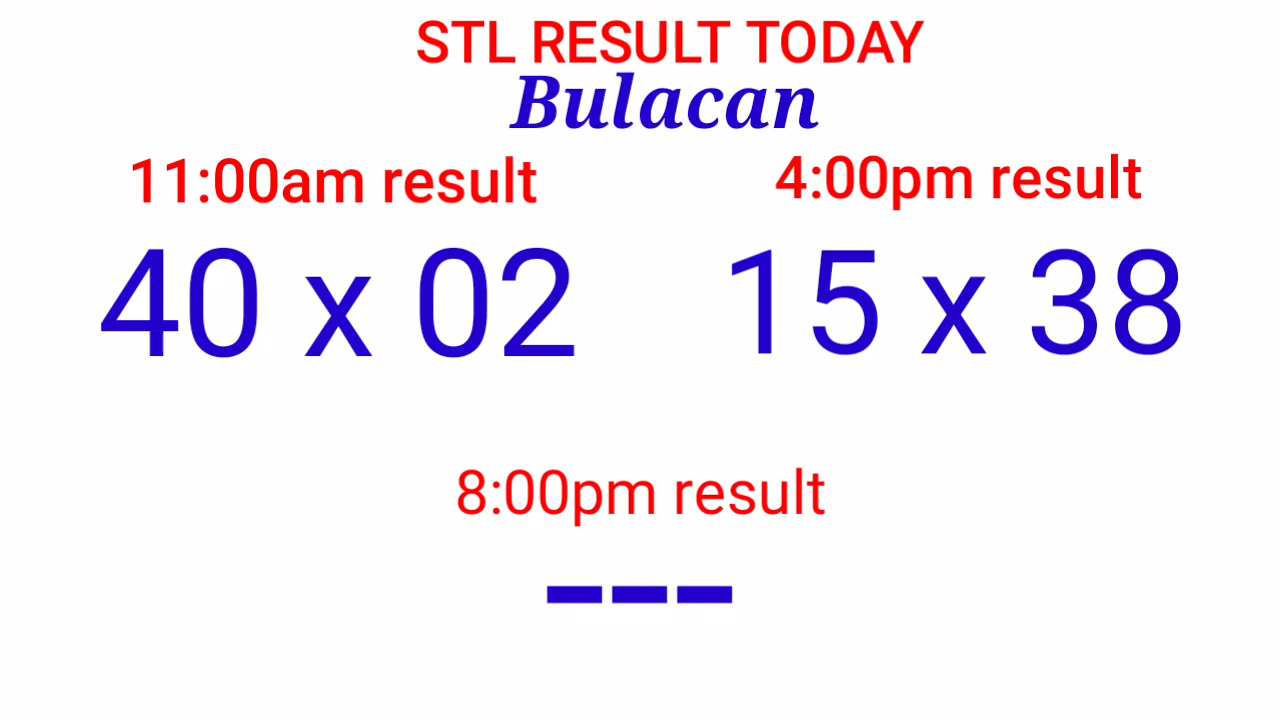 STL RESULT TODAY
Bulacan
11:00am result
40 x 02
4:00pm result
15 x 38
8:00pm result
---